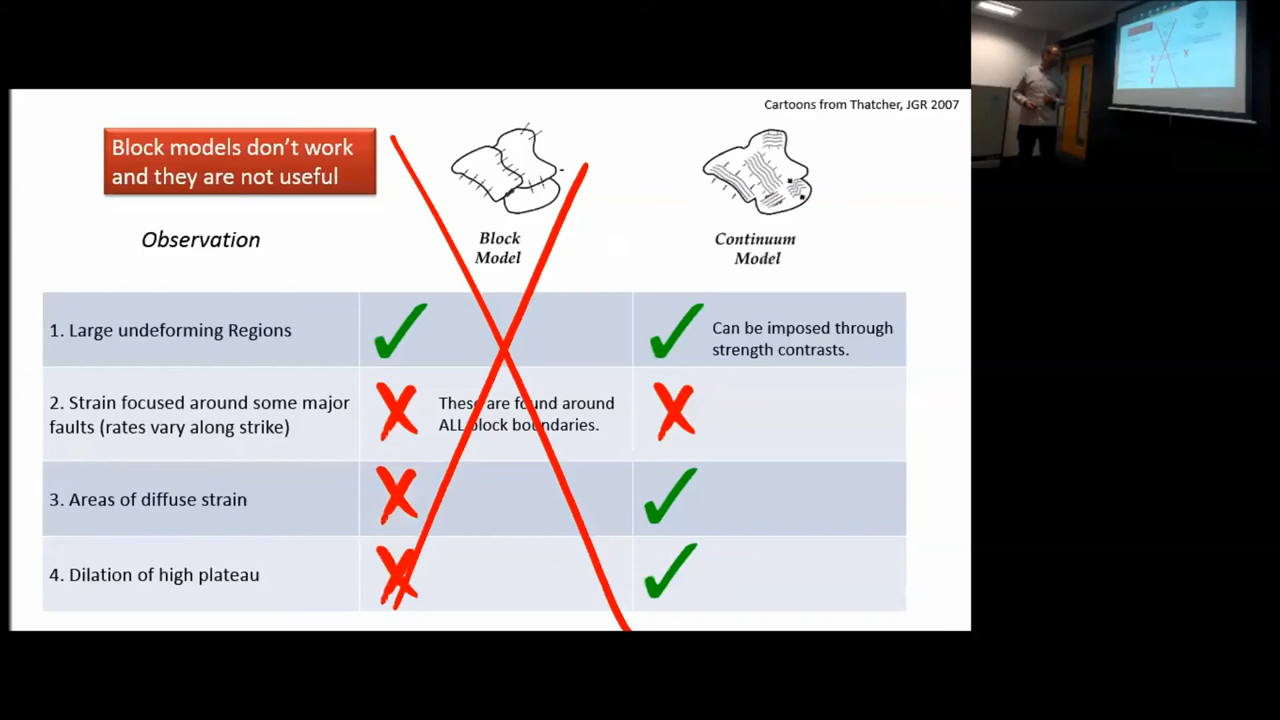 Cartoons from Thatcher, JGR 2007
Block models don't work
and they are not useful
Observation
Block
Model
Continuum
Model
1. Large undeforming Regions
Can be imposed through
strength contrasts.
2. Strain focused around some major
faults (rates vary along strike)
These are found around
ALL block boundaries.
3. Areas of diffuse strain
4. Dilation of high plateau